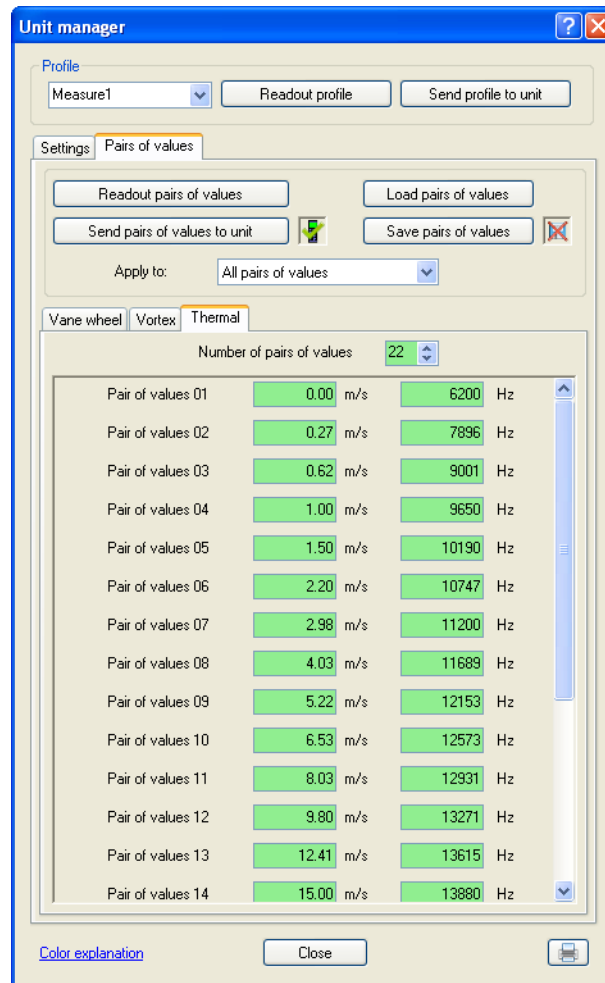 Unit manager
Profile
Measure1 Readout profile Send profile to unit
Settings Pairs of values
Readout pairs of values Load pairs of values
Send pairs of values to unit Save pairs of values
Apply to: All pairs of values
Vane wheel Vortex Thermal
Number of pairs of values 22
Pair of values 01 0.00 m/s 6200 Hz
Pair of values 02 0.27 m/s 7896 Hz
Pair of values 03 0.62 m/s 9001 Hz
Pair of values 04 1.00 m/s 9650 Hz
Pair of values 05 1.50 m/s 10190 Hz
Pair of values 06 2.20 m/s 10747 Hz
Pair of values 07 2.98 m/s 11200 Hz
Pair of values 08 4.03 m/s 11689 Hz
Pair of values 09 5.22 m/s 12153 Hz
Pair of values 10 6.53 m/s 12573 Hz
Pair of values 11 8.03 m/s 12931 Hz
Pair of values 12 9.80 m/s 13271 Hz
Pair of values 13 12.41 m/s 13615 Hz
Pair of values 14 15.00 m/s 13880 Hz
Color explanation Close